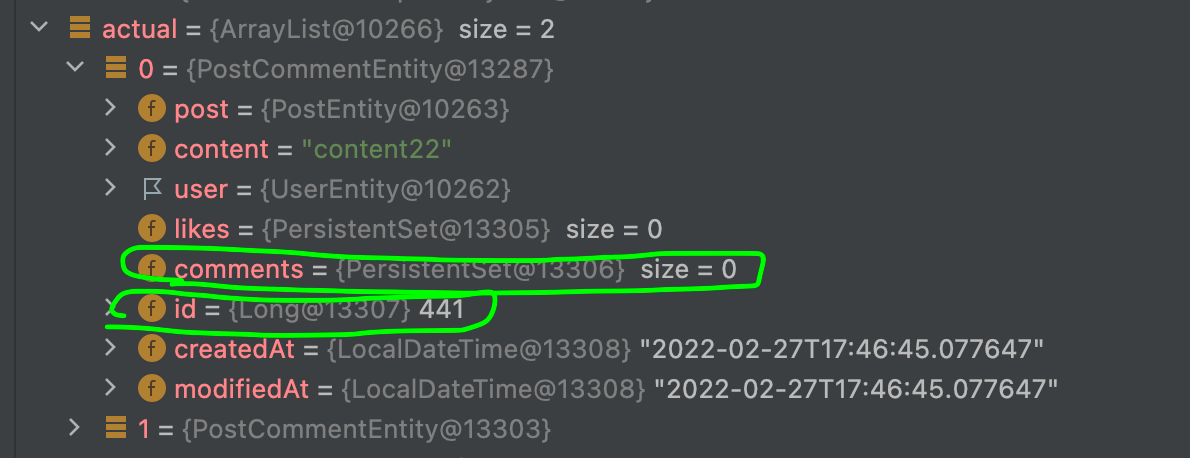 actual = {ArrayList@10266} size = 2
0 = {PostCommentEntity@13287}
f post = {PostEntity@10263}
f content = "content22"
user = {UserEntity@10262}
f likes = {PersistentSet@13305} size = 0
f comments = {PersistentSet@13306} size = 0
f id = {Long@13307} 441
f createdAt = {LocalDateTime@13308} "2022-02-27T17:46:45.077647"
f modifiedAt = {LocalDateTime@13308} "2022-02-27T17:46:45.077647"
1 = {PostCommentEntity@13303}